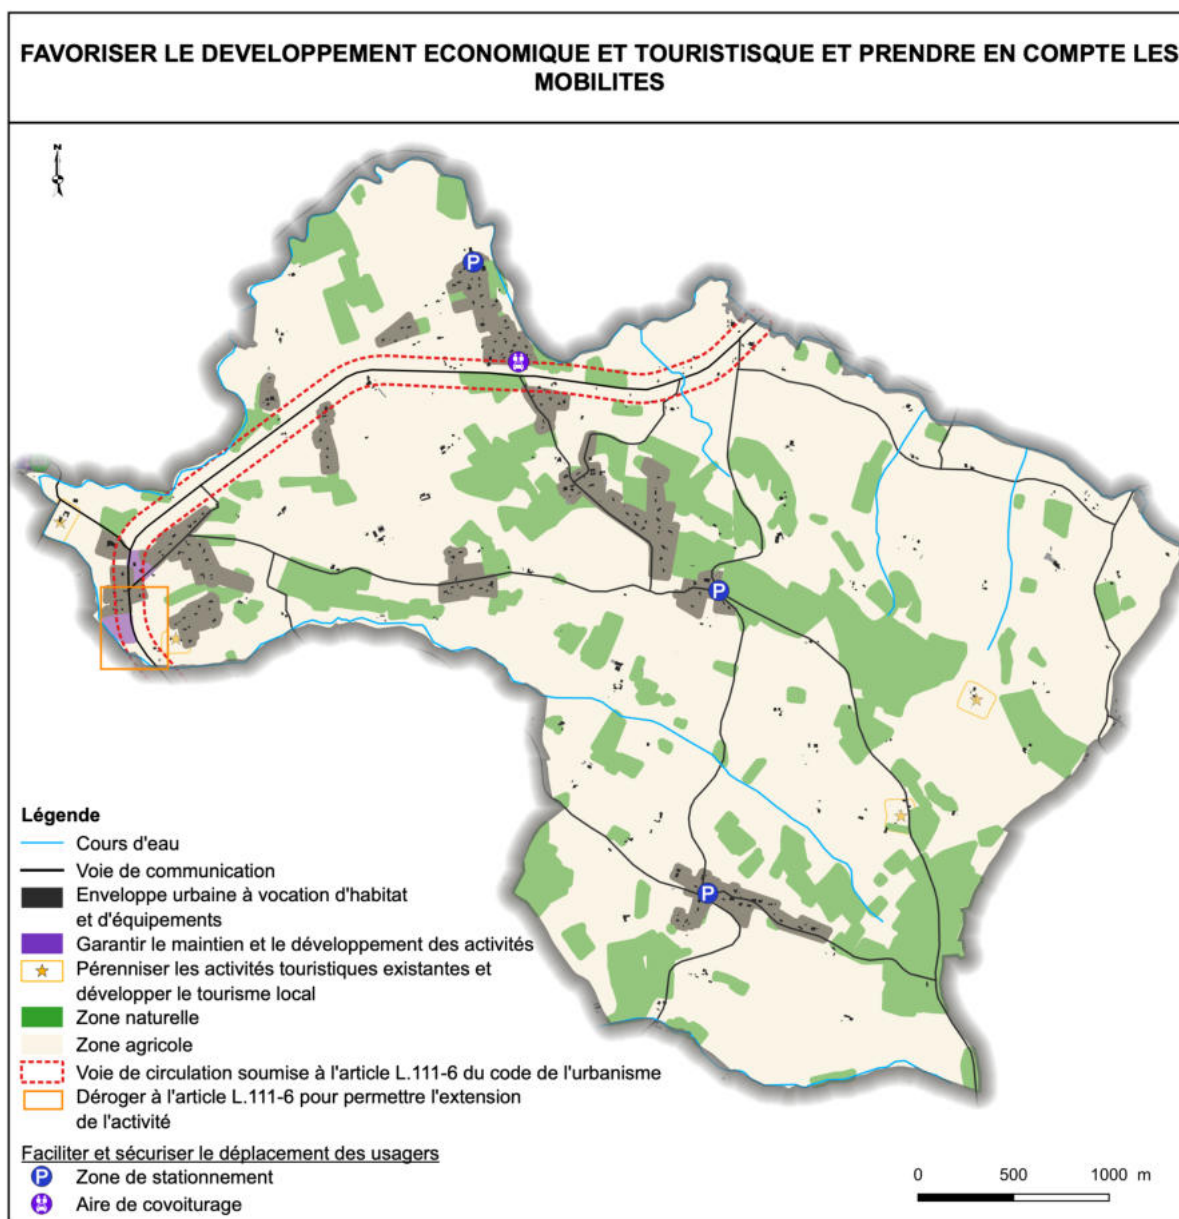 FAVORISER LE DEVELOPPEMENT ECONOMIQUE ET TOURISTISQUE ET PRENDRE EN COMPTE LES
MOBILITES
N
P
P
P
Légende
Cours d'eau
Voie de communication
Enveloppe urbaine à vocation d'habitat
et d'équipements
Garantir le maintien et le développement des activités
Pérenniser les activités touristiques existantes et
développer le tourisme local
Zone naturelle
Zone agricole
Voie de circulation soumise à l'article L.111-6 du code de l'urbanisme
Déroger à l'article L.111-6 pour permettre l'extension
de l'activité
Faciliter et sécuriser le déplacement des usagers
P Zone de stationnement
Aire de covoiturage
0 500 1000 m